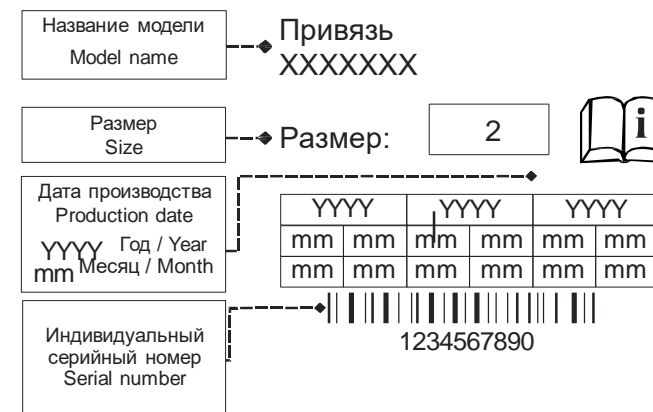 Название модели
Model name
Привязь
XXXXXXX
Размер
Size
Размер:
2
i
Дата производства
Production date
YYYY Год / Year
mm Месяц / Month
YYYY YYYY YYYY
mm mm mm mm mm mm
mm mm mm mm mm mm
Индивидуальный
серийный номер
Serial number
1234567890